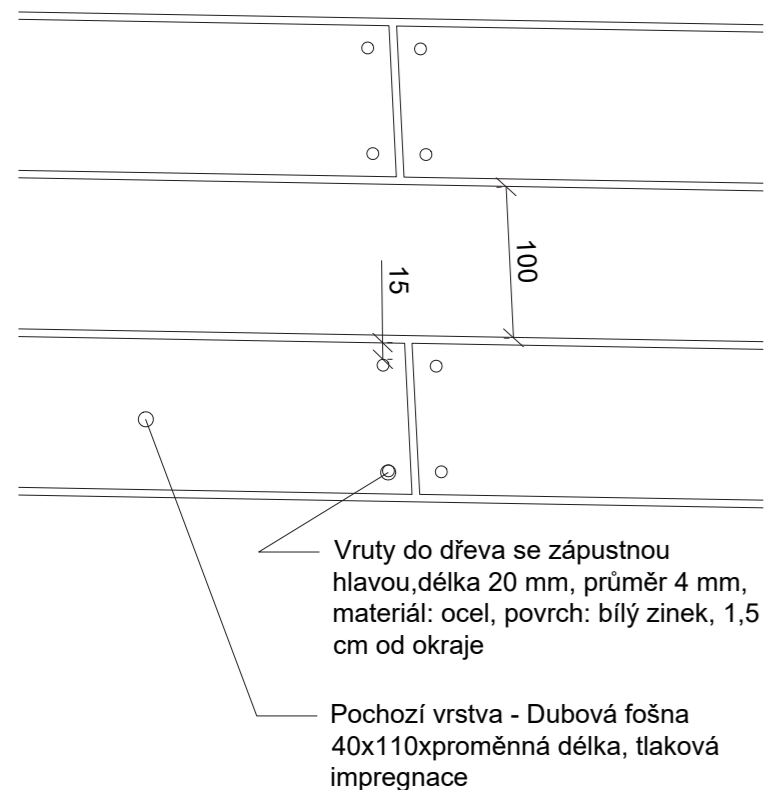 100
15
Vruty do dřeva se zápustnou
hlavou,délka 20 mm, průměr 4 mm,
materiál: ocel, povrch: bílý zinek, 1,5
cm od okraje
Pochozí vrstva - Dubová fošna
40x110xproměnná délka, tlaková
impregnace